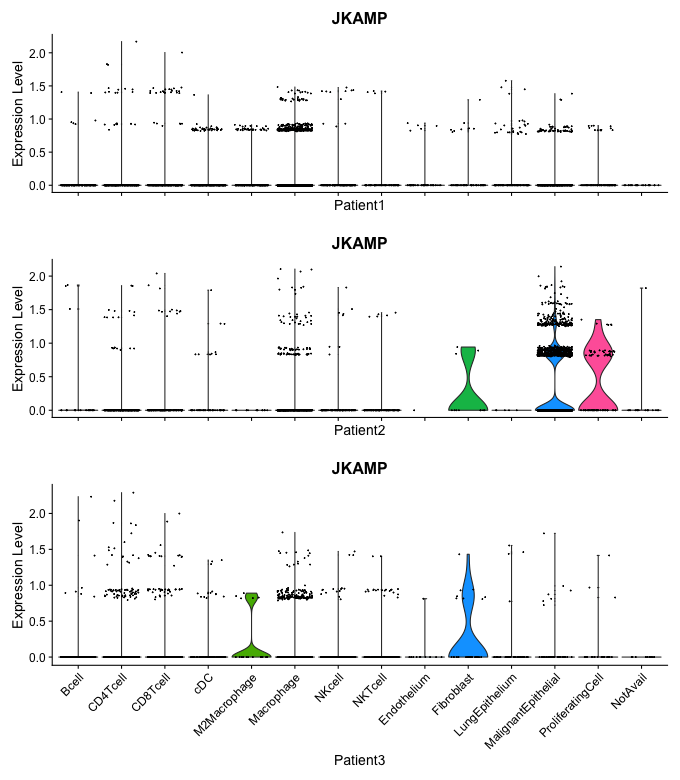 JKAMP
Expression Level
2.0
1.5
1.0
0.5
0.0
Patient1
JKAMP
Expression Level
2.0
1.5
1.0
0.5
0.0
Patient2
JKAMP
Expression Level
2.0
1.5
1.0
0.5
0.0
Bcell
CD4Tcell
CD8Tcell
cDC
M2Macrophage
Macrophage
NKcell
NKTcell
Endothelium
Fibroblast
LungEpithelium
MalignantEpithelial
ProliferatingCell
NotAvail
Patient3